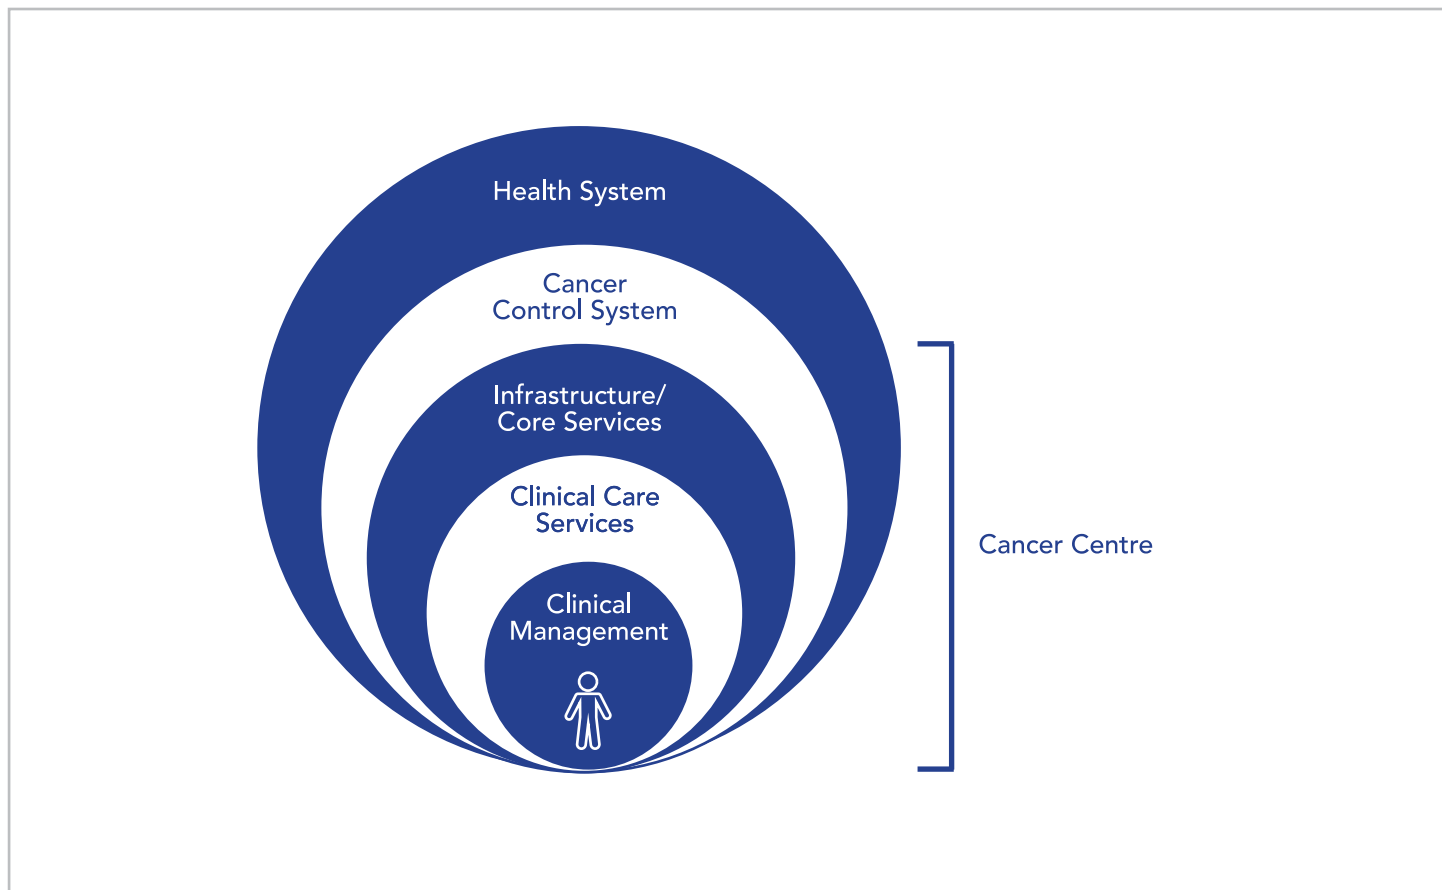 Health System
Cancer
Control System
Infrastructure/
Core Services
Clinical Care
Services
Cancer Centre
Clinical
Management